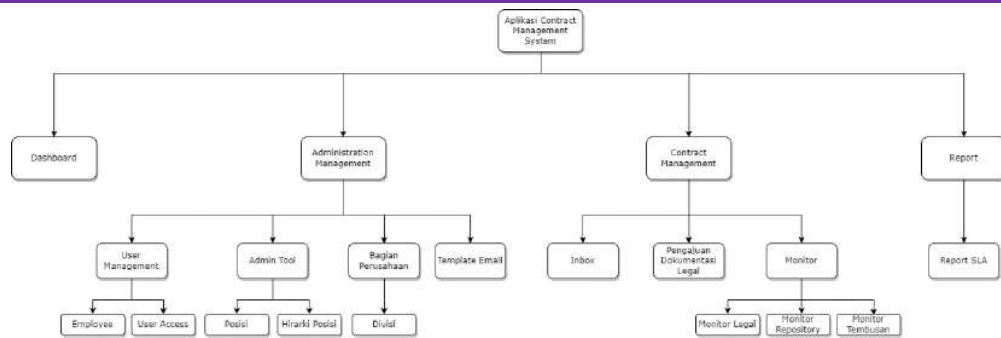 Aplikasi Contract
Management
System
Dashboard
Administration
Management
Contract
Management
Report
User
Management
Admin Tool
Bagian
Perusahaan
Template Email
Inbox
Pengajuan
Dokumentasi
Legal
Monitor
Report SLA
Employee
User Access
Posisi
Hirarki Posisi
Divisi
Monitor Legal
Monitor
Repository
Monitor
Tembusan